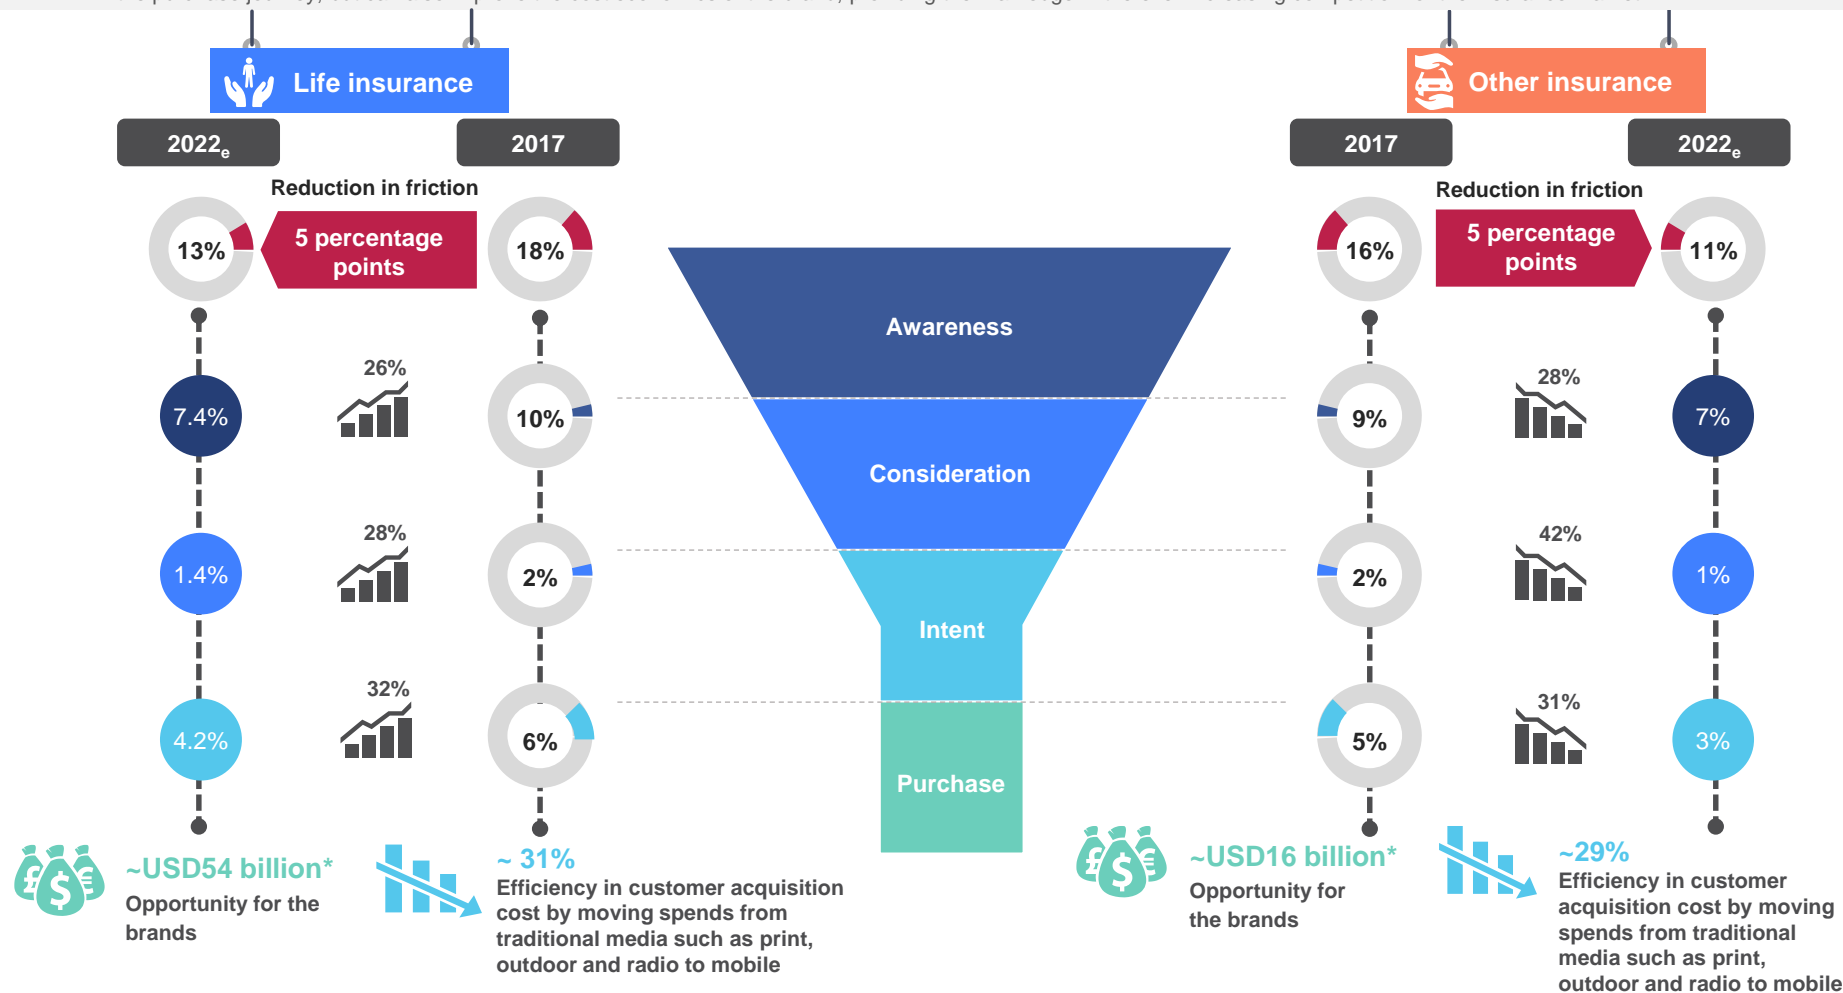 Life insurance
2022e
2017
Reduction in friction
13%
5 percentage
points
18%
7.4%
26%
10%
1.4%
28%
2%
4.2%
32%
6%
~USD54 billion*
Opportunity for the
brands
~ 31%
Efficiency in customer acquisition
cost by moving spends from
traditional media such as print,
outdoor and radio to mobile
Awareness
Consideration
Intent
Purchase
Other insurance
2017
2022e
Reduction in friction
16%
5 percentage
points
11%
9%
28%
7%
2%
42%
1%
5%
31%
3%
~USD16 billion*
Opportunity for
the brands
~29%
Efficiency in customer
acquisition cost by moving
spends from traditional
media such as print,
outdoor and radio to mobile